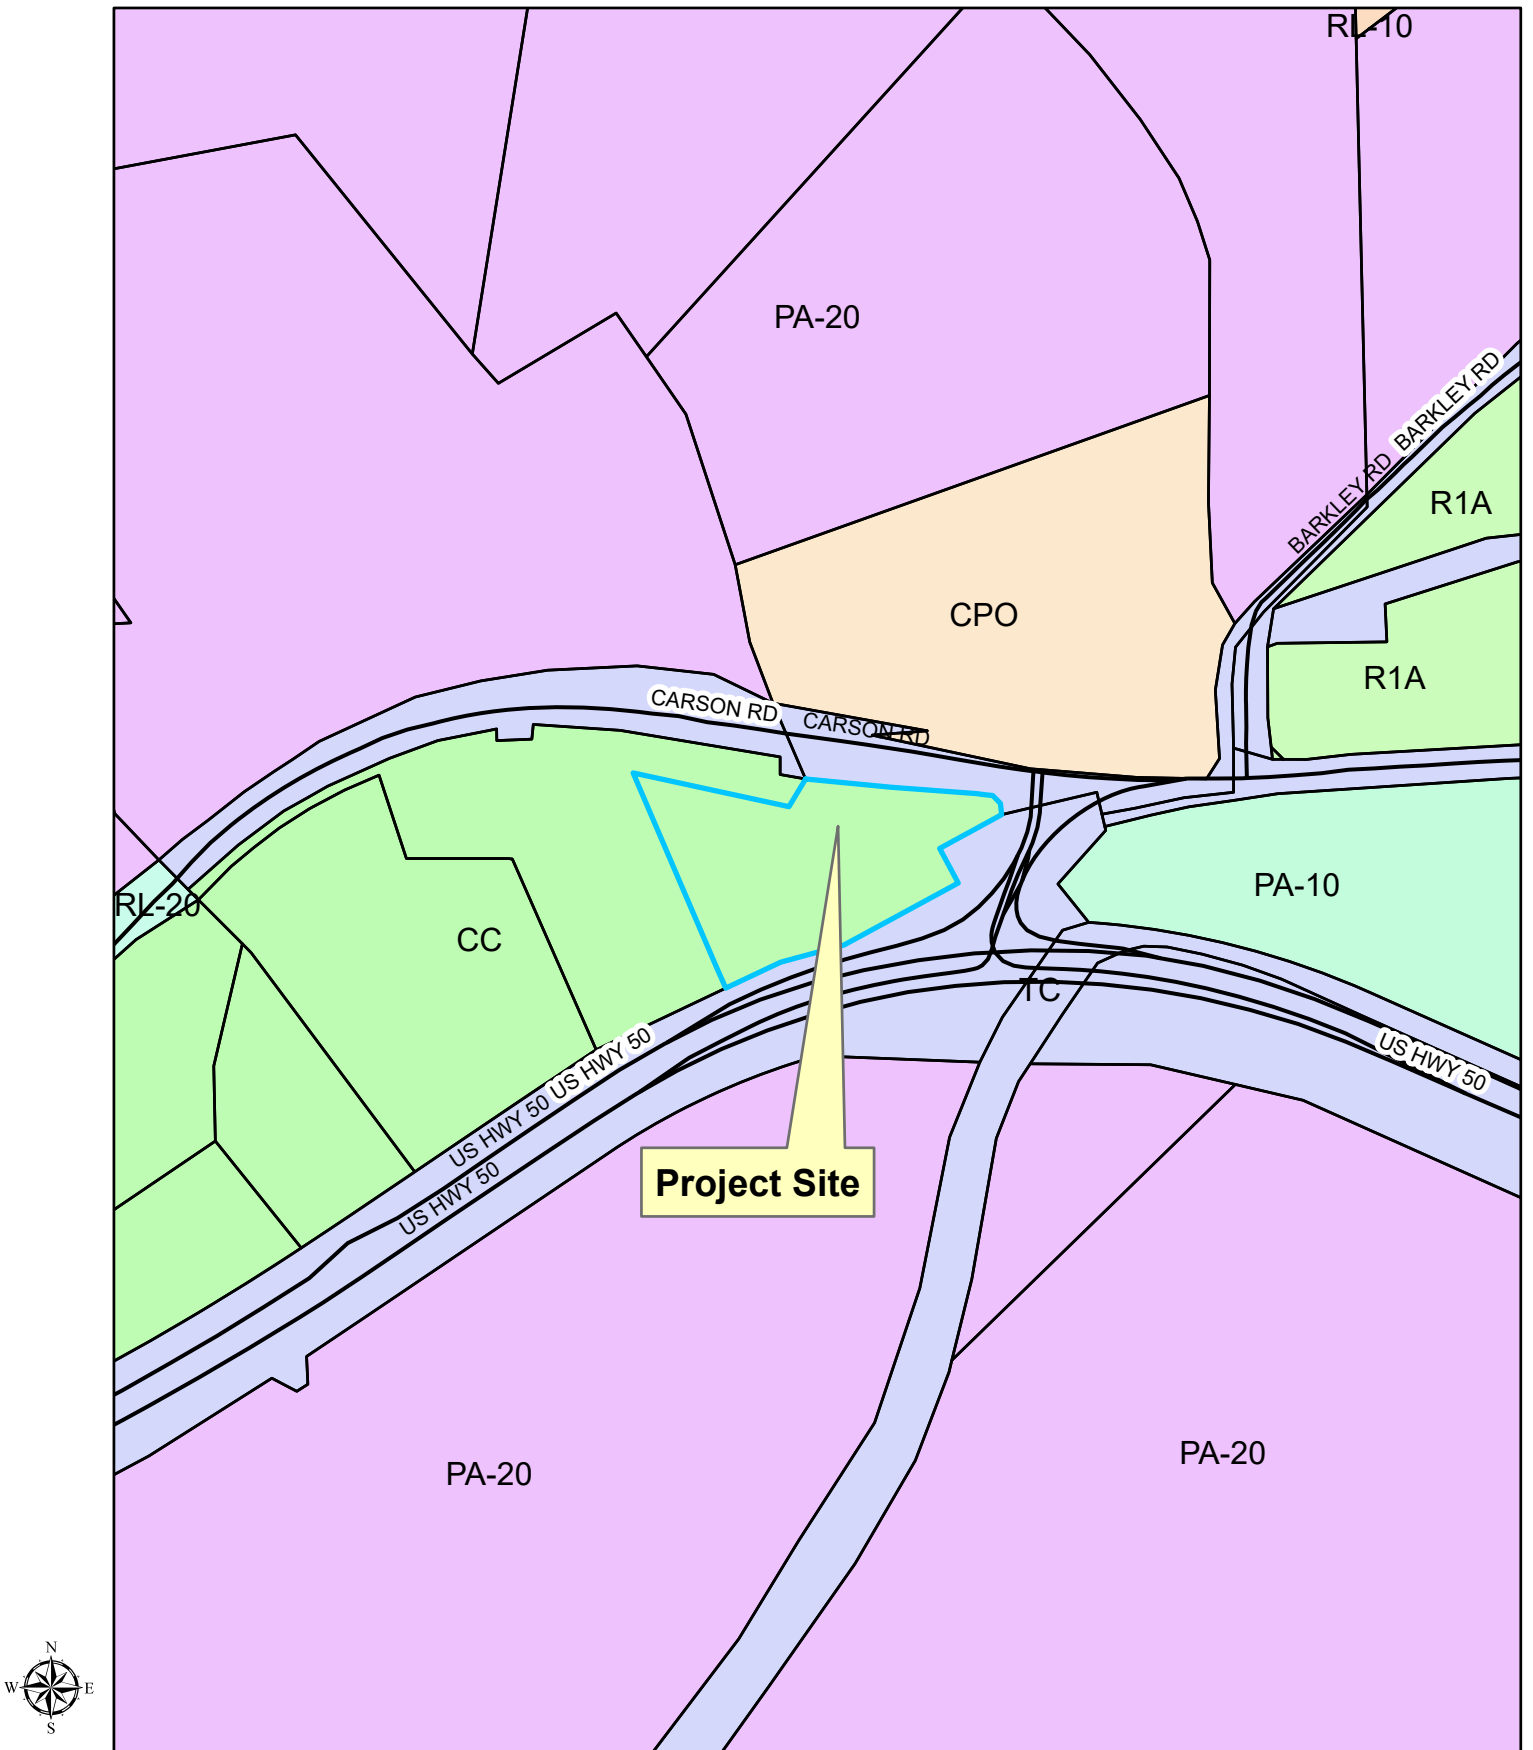 RL-10
PA-20
BARKLEY RD
BARKLEY RD
R1A
CPO
R1A
CARSON RD
CARSON RD
PA-10
RL-20
CC
TC
US HWY 50
US HWY 50
US HWY 50
US HWY 50
Project Site
PA-20
PA-20
N
W E
S